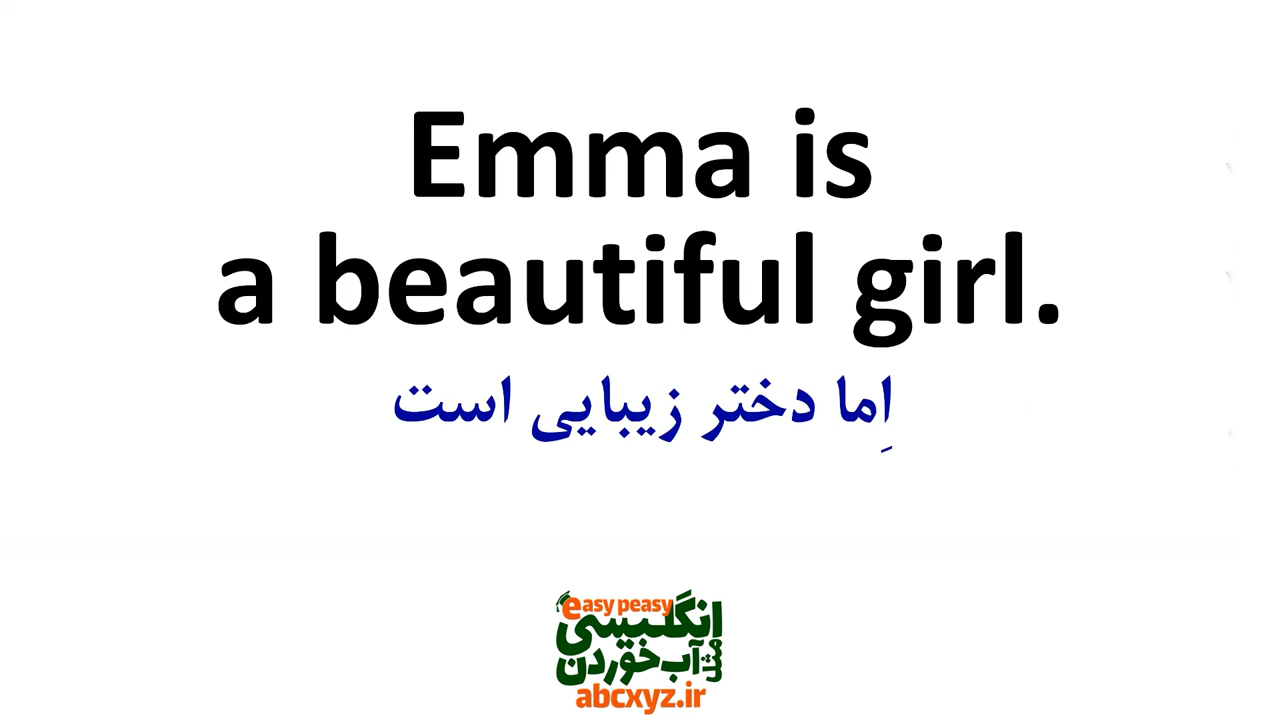 Emma is
a beautiful girl.
اِما دختر زیبایی است
easy peasy
انگلیسی
مثل آب خوردن
abcxyz.ir